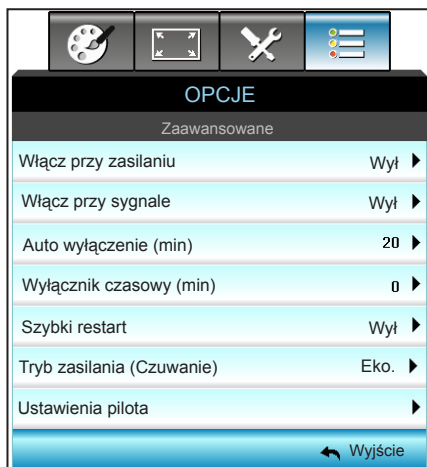 OPCJE
Zaawansowane
Włącz przy zasilaniu Wył
Włącz przy sygnale Wył
Auto wyłączenie (min) 20
Wyłącznik czasowy (min) 0
Szybki restart Wył
Tryb zasilania (Czuwanie) Eko.
Ustawienia pilota
Wyjście